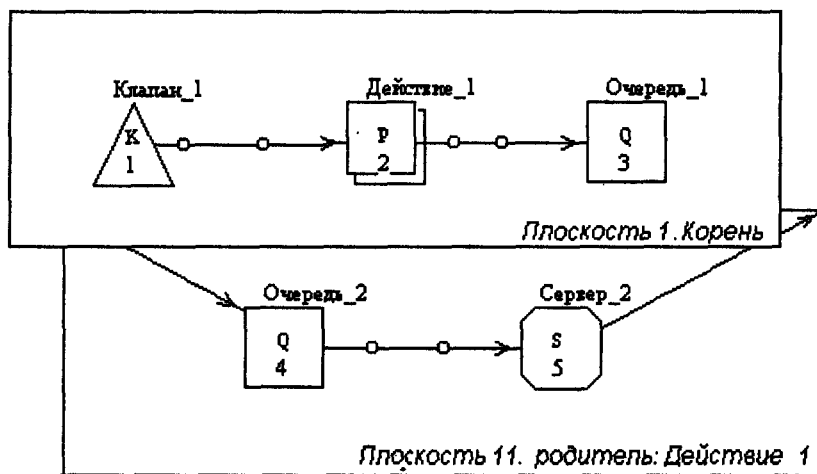 Клапан_1 Действие_1 Очередь_1
К P Q
1 2 3
Плоскость 1. Корень
Очередь_2 Сервер_2
Q S
4 5
Плоскость 11. родитель: Действие 1